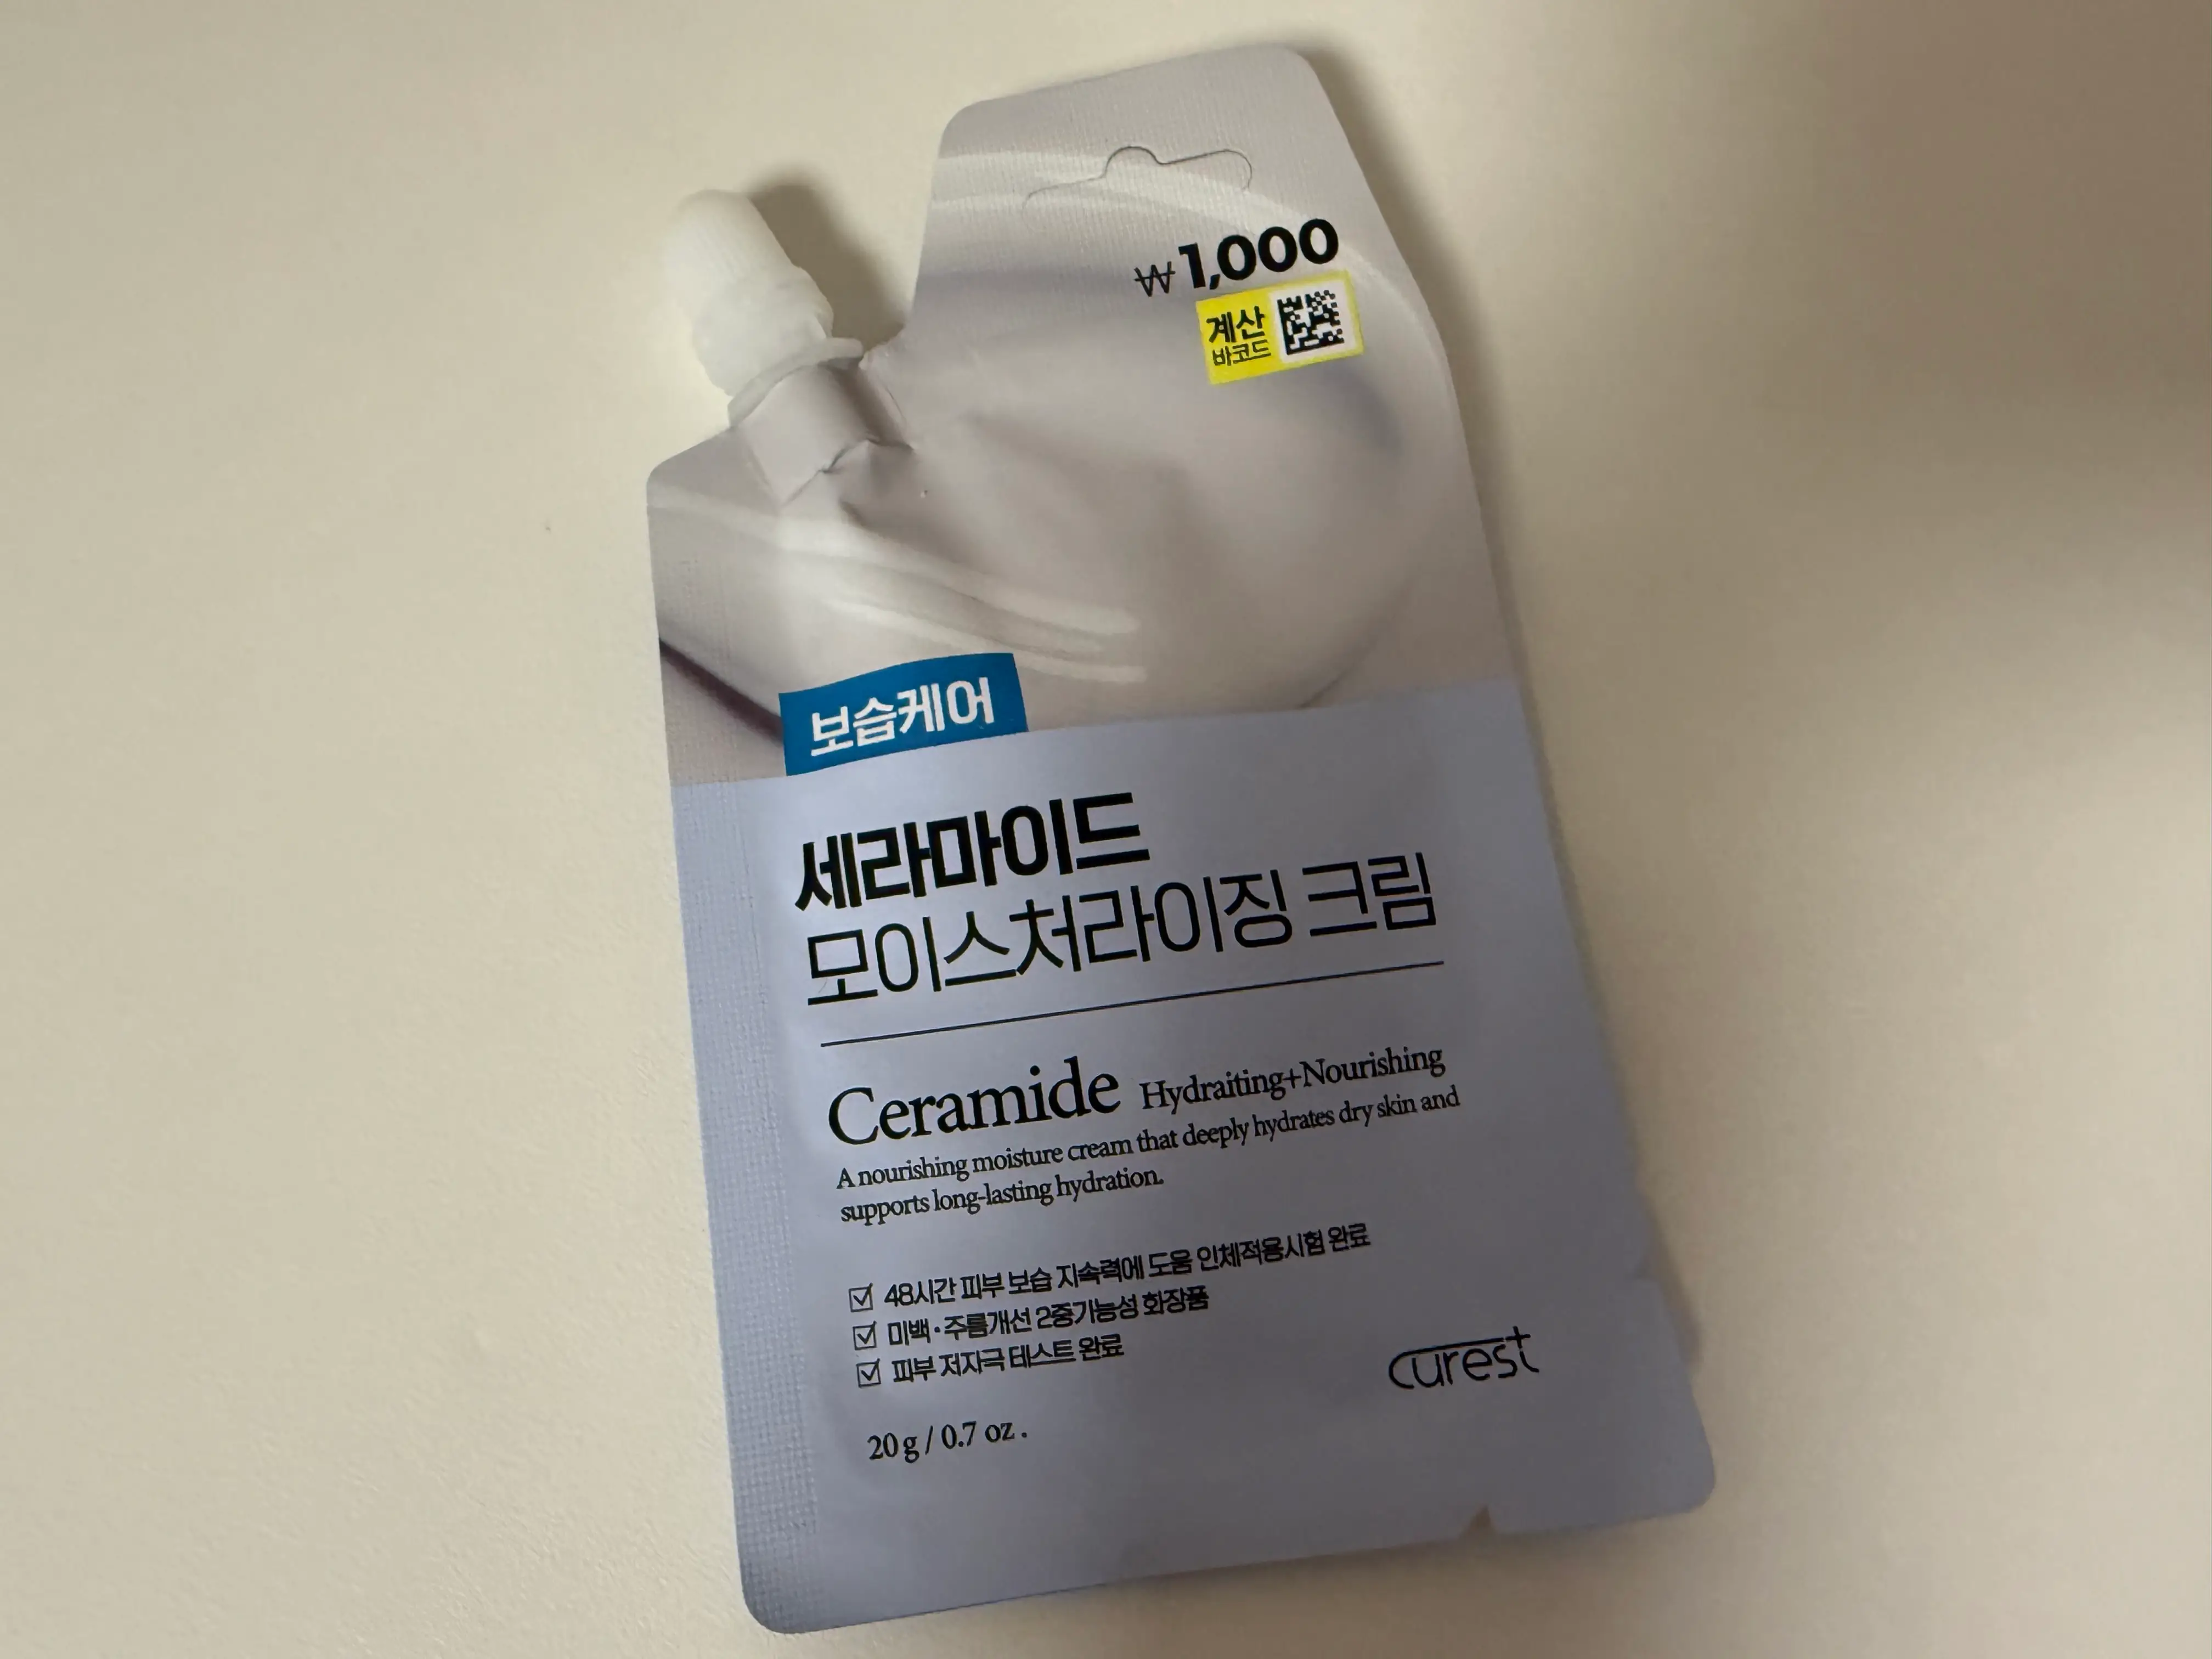 ₩1,000
계산
바코드
보습케어
세라마이드
모이스처라이징 크림
Ceramide Hydraiting+Nourishing
A nourishing moisture cream that deeply hydrates dry skin and
supports long-lasting hydration.
48시간 피부 보습 지속력에 도움 인체적용시험 완료
미백·주름개선 2중기능성 화장품
피부 저자극 테스트 완료
curest
20 g / 0.7 oz .